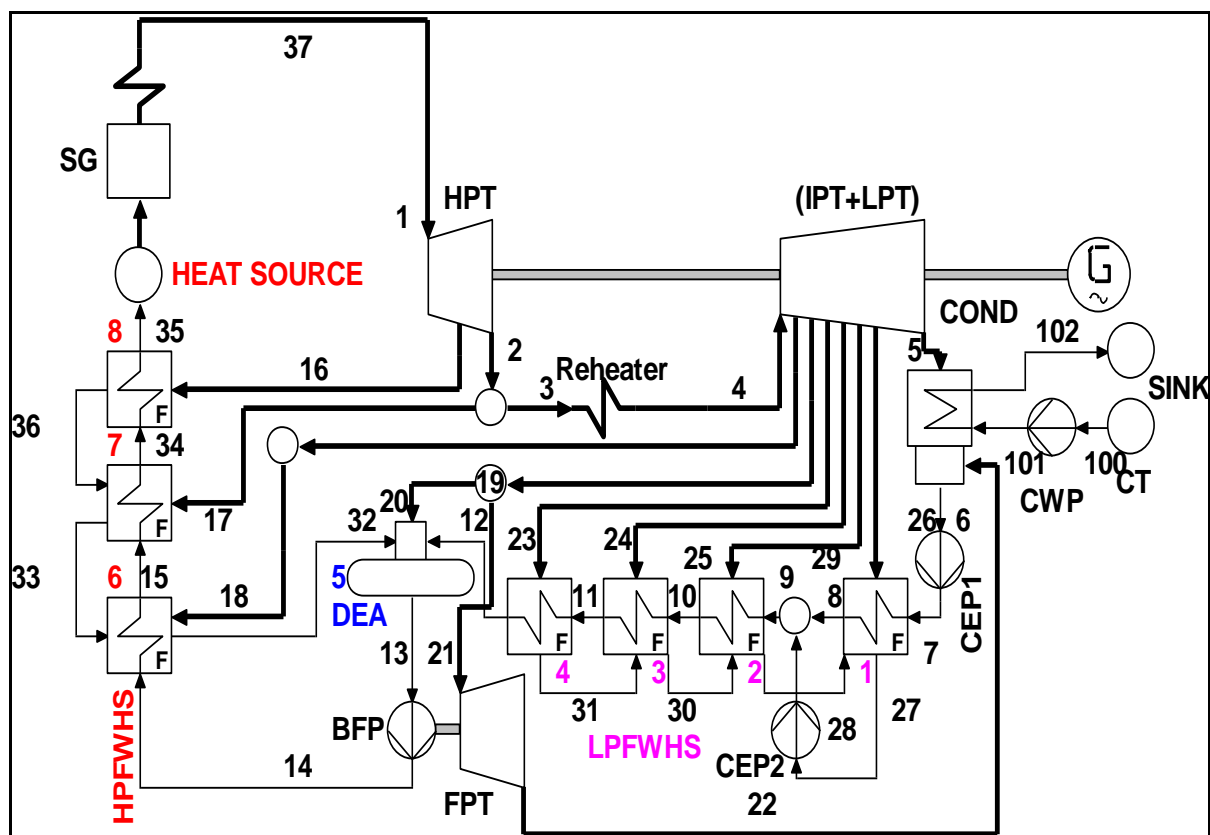 37
SG
HPT
(IPT+LPT)
1
HEAT SOURCE
G
COND
8
35
2
5
102
16
3
Reheater
4
SINK
F
36
7
34
101
100
CT
CWP
17
19
20
F
32
12
23
24
25
29
26
6
9
33
6
15
5
11
10
8
18
DEA
CEP1
F
F
F
F
F
13
21
4
3
2
1
7
31
30
27
BFP
LPFWHS
28
HPFWHS
14
CEP2
FPT
22